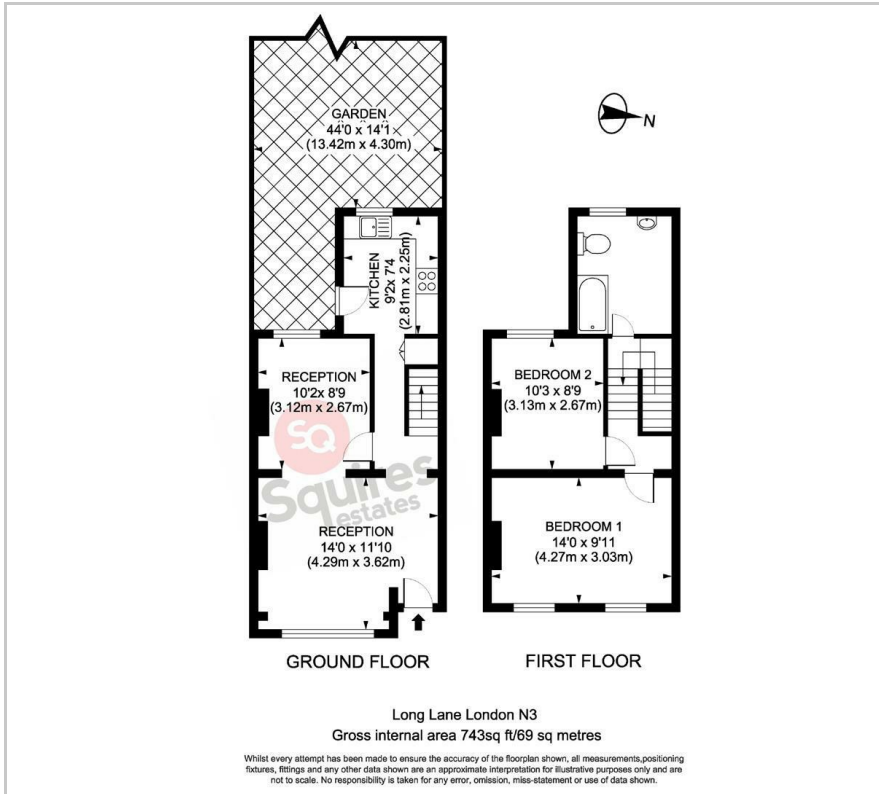 GARDEN
44'0 x 14'1
(13.42m x 4.30m)
N
KITCHEN
9'2x 7'4
(2.81m x 2.25m)
RECEPTION
10'2x 8'9
(3.12m x 2.67m)
BEDROOM 2
10'3 x 8'9
(3.13m x 2.67m)
SQ
Squires
estates
RECEPTION
14'0 x 11'10
(4.29m x 3.62m)
BEDROOM 1
14'0 x 9'11
(4.27m x 3.03m)
GROUND FLOOR
FIRST FLOOR
Long Lane London N3
Gross internal area 743sq ft/69 sq metres
Whilst every attempt has been made to ensure the accuracy of the floorplan shown, all measurements,positioning
fixtures, fittings and any other data shown are an approximate interpretation for illustrative purposes only and are
not to scale. No responsibility is taken for any error, omission, miss-statement or use of data shown.